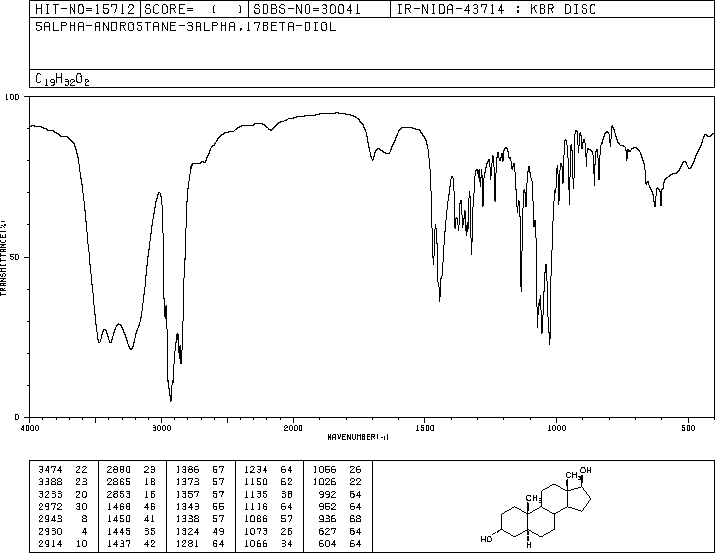 HIT-NO=15712 SCORE= ( ) SDBS-NO=30041 IR-NIDA-43714 : KBR DISC
5ALPHA-ANDROSTANE-3ALPHA,17BETA-DIOL
C19H32O2
100
TRANSMITTANCE(%)
50
0
4000 3000 2000 1500 1000 500
WAVENUMBER(-1)
3474 22 2880 29 1386 57 1234 64 1056 26
3388 23 2865 18 1373 57 1150 62 1026 22
3233 20 2853 16 1357 57 1135 38 992 64
2972 30 1468 46 1343 55 1116 64 952 64
2943 8 1450 41 1338 57 1086 57 936 68
2930 4 1445 35 1324 49 1073 26 627 64
2914 10 1437 42 1281 64 1066 34 604 64
OH
CH3
CH3
HO
H